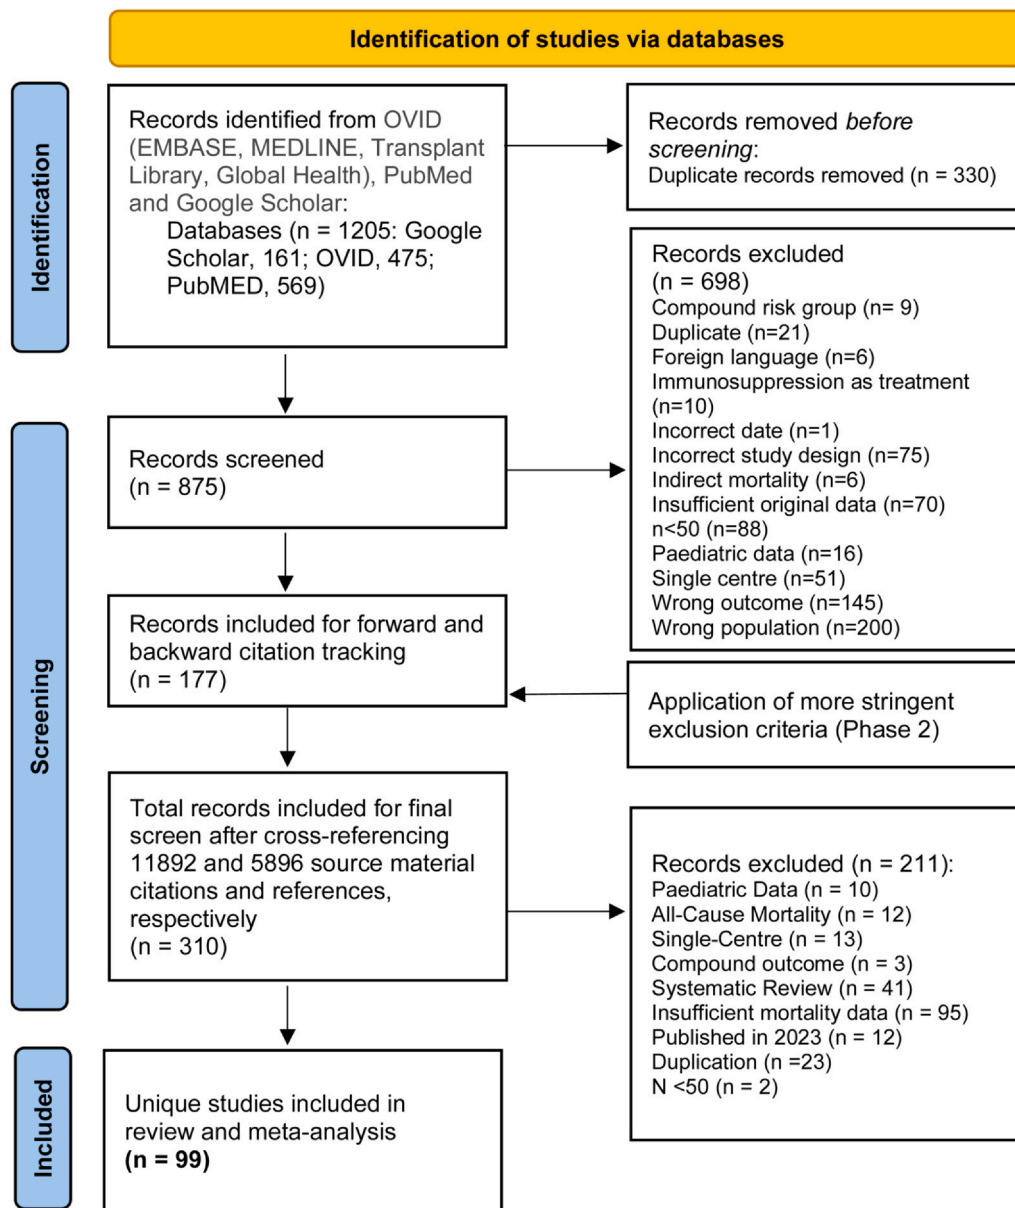 Identification of studies via databases
Identification
Records identified from OVID
(EMBASE, MEDLINE, Transplant
Library, Global Health), PubMed
and Google Scholar:
Databases (n = 1205: Google
Scholar, 161; OVID, 475;
PubMED, 569)
Records removed before
screening:
Duplicate records removed (n = 330)
Screening
Records screened
(n = 875)
Records excluded
(n = 698)
Compound risk group (n= 9)
Duplicate (n=21)
Foreign language (n=6)
Immunosuppression as treatment
(n=10)
Incorrect date (n=1)
Incorrect study design (n=75)
Indirect mortality (n=6)
Insufficient original data (n=70)
n<50 (n=88)
Paediatric data (n=16)
Single centre (n=51)
Wrong outcome (n=145)
Wrong population (n=200)
Records included for forward and
backward citation tracking
(n = 177)
Application of more stringent
exclusion criteria (Phase 2)
Total records included for final
screen after cross-referencing
11892 and 5896 source material
citations and references,
respectively
(n = 310)
Records excluded (n = 211):
Paediatric Data (n = 10)
All-Cause Mortality (n = 12)
Single-Centre (n = 13)
Compound outcome (n = 3)
Systematic Review (n = 41)
Insufficient mortality data (n = 95)
Published in 2023 (n = 12)
Duplication (n =23)
N <50 (n = 2)
Included
Unique studies included in
review and meta-analysis
(n = 99)